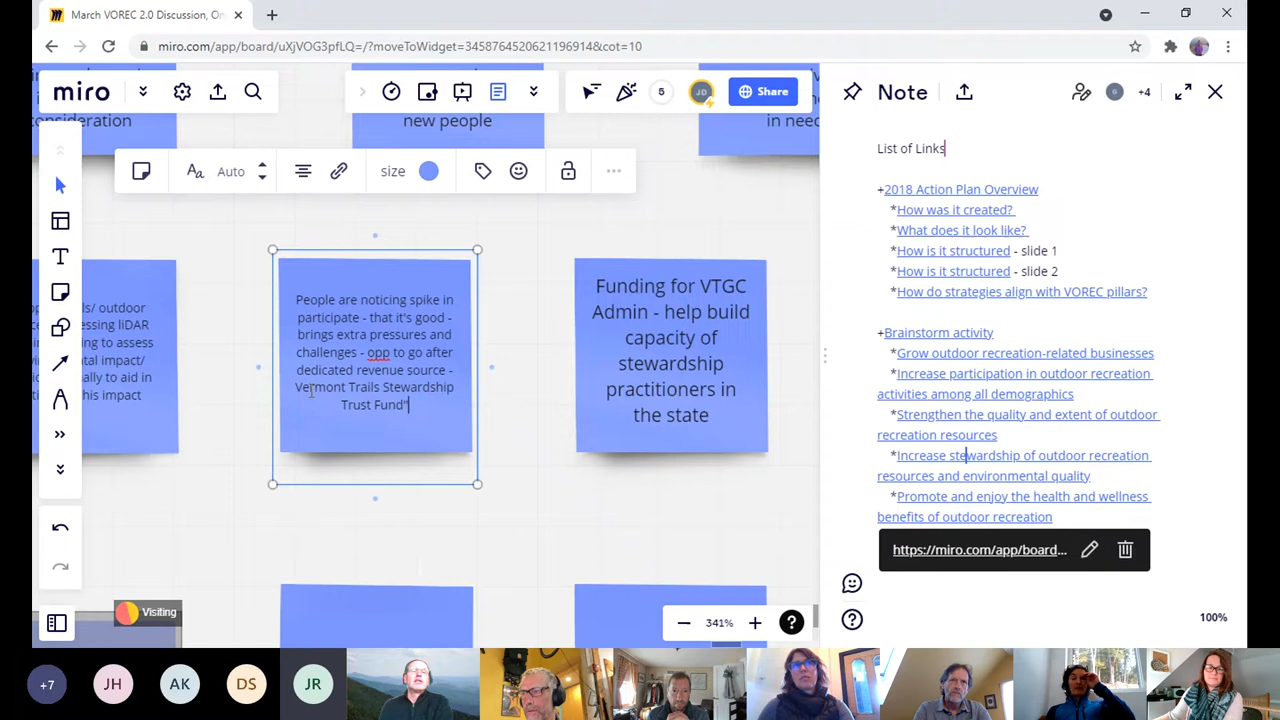 March VOREC 2.0 Discussion, On
miro.com/app/board/uXjVOG3pfLQ=/?moveToWidget=3458764520621196914&cot=10
miro
5
JD
Share
Note
+4
consideration
new people
in need
Auto
size
List of Links
+2018 Action Plan Overview
*How was it created?
*What does it look like?
*How is it structured - slide 1
*How is it structured - slide 2
*How do strategies align with VOREC pillars?
+Brainstorm activity
*Grow outdoor recreation-related businesses
*Increase participation in outdoor recreation
activities among all demographics
*Strengthen the quality and extent of outdoor
recreation resources
*Increase stewardship of outdoor recreation
resources and environmental quality
*Promote and enjoy the health and wellness
benefits of outdoor recreation
https://miro.com/app/board...
100%
ls/ outdoor
essing liDAR
ing to assess
ntal impact/
ally to aid in
his impact
People are noticing spike in
participate - that it's good -
brings extra pressures and
challenges - opp to go after
dedicated revenue source -
Vermont Trails Stewardship
Trust Fund"
Funding for VTGC
Admin - help build
capacity of
stewardship
practitioners in
the state
Visiting
341%
+7
JH
AK
DS
JR